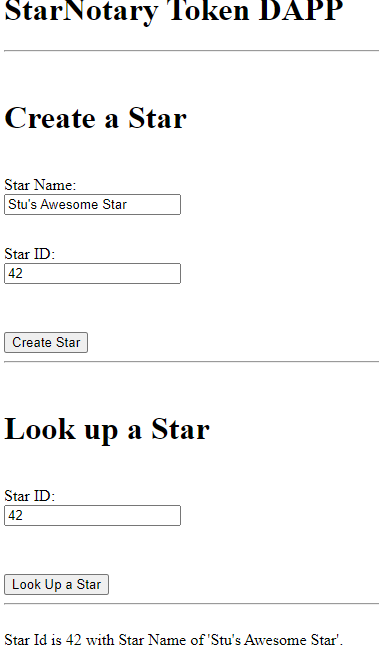 StarNotary Token DAPP
Create a Star
Star Name:
Stu's Awesome Star
Star ID:
42
Create Star
Look up a Star
Star ID:
42
Look Up a Star
Star Id is 42 with Star Name of 'Stu's Awesome Star'.